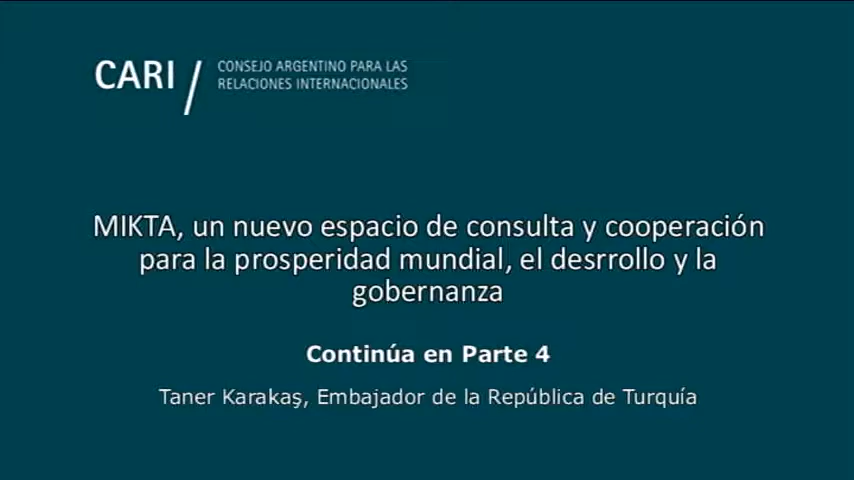 CARI /
CONSEJO ARGENTINO PARA LAS
RELACIONES INTERNACIONALES
MIKTA, un nuevo espacio de consulta y cooperación
para la prosperidad mundial, el desrrollo y la
gobernanza
Continúa en Parte 4
Taner Karakaş, Embajador de la República de Turquía